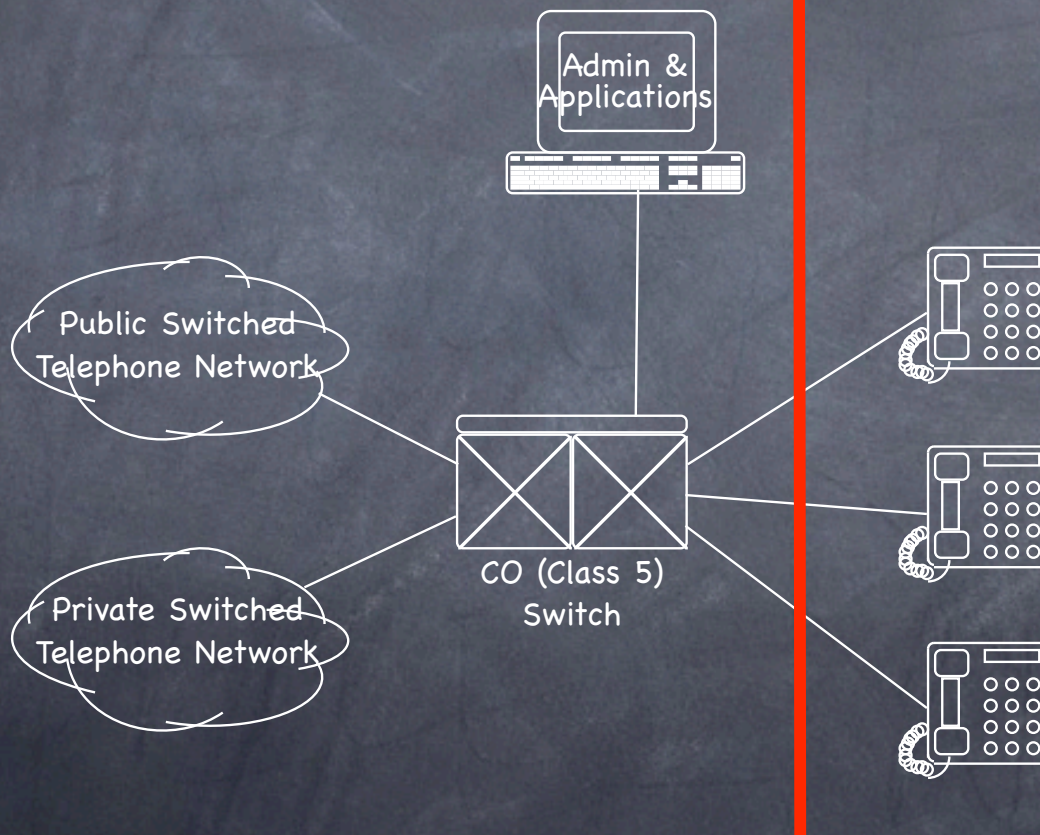 Admin &
Applications
Public Switched
Telephone Network
CO (Class 5)
Switch
Private Switched
Telephone Network